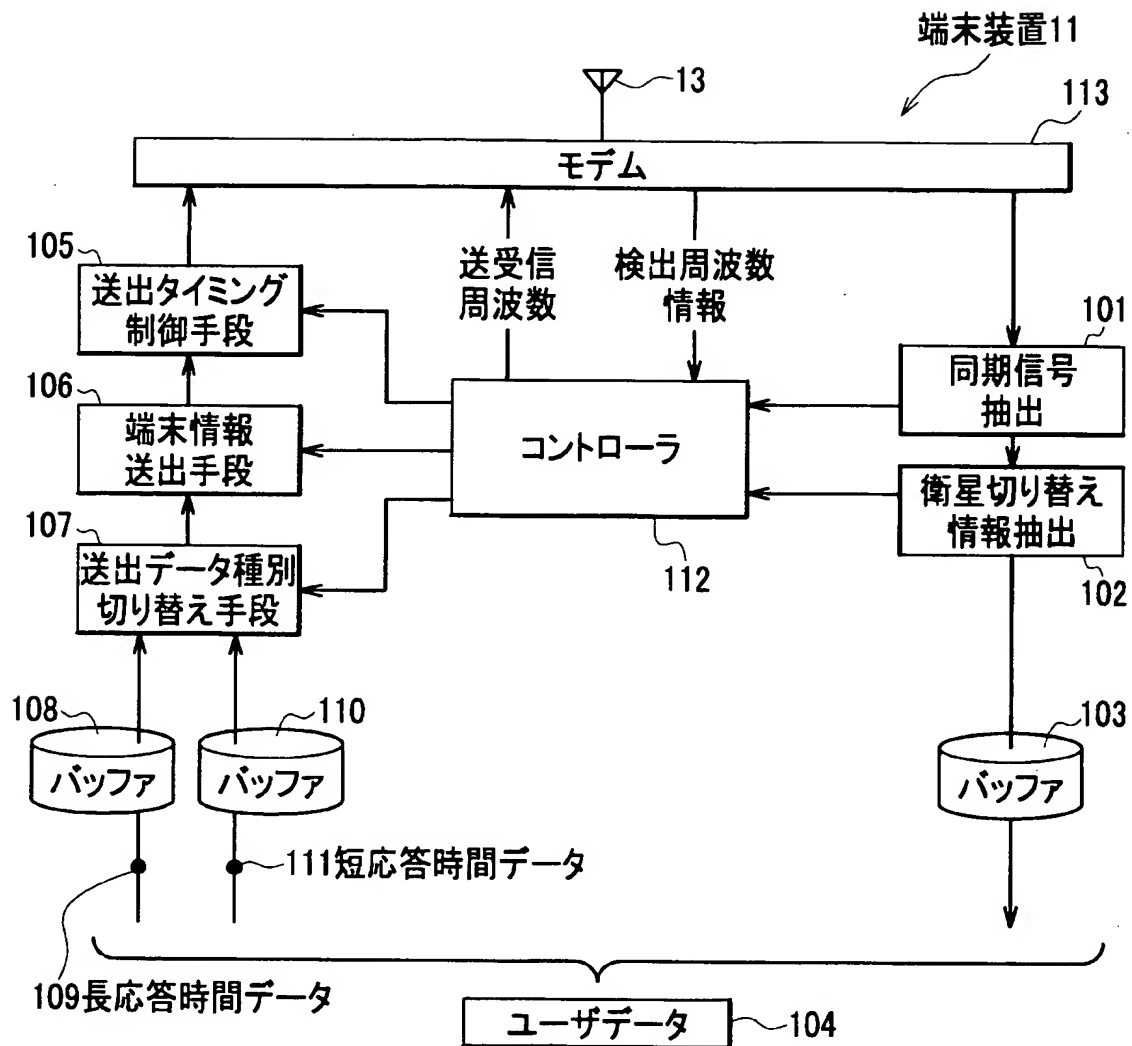 端末装置11
13
113
モデム
105
送出タイミング
制御手段
送受信
周波数
検出周波数
情報
101
同期信号
抽出
106
端末情報
送出手段
コントローラ
112
衛星切り替え
情報抽出
102
107
送出データ種別
切り替え手段
108
バッファ
110
バッファ
103
バッファ
111短応答時間データ
109長応答時間データ
ユーザデータ
104